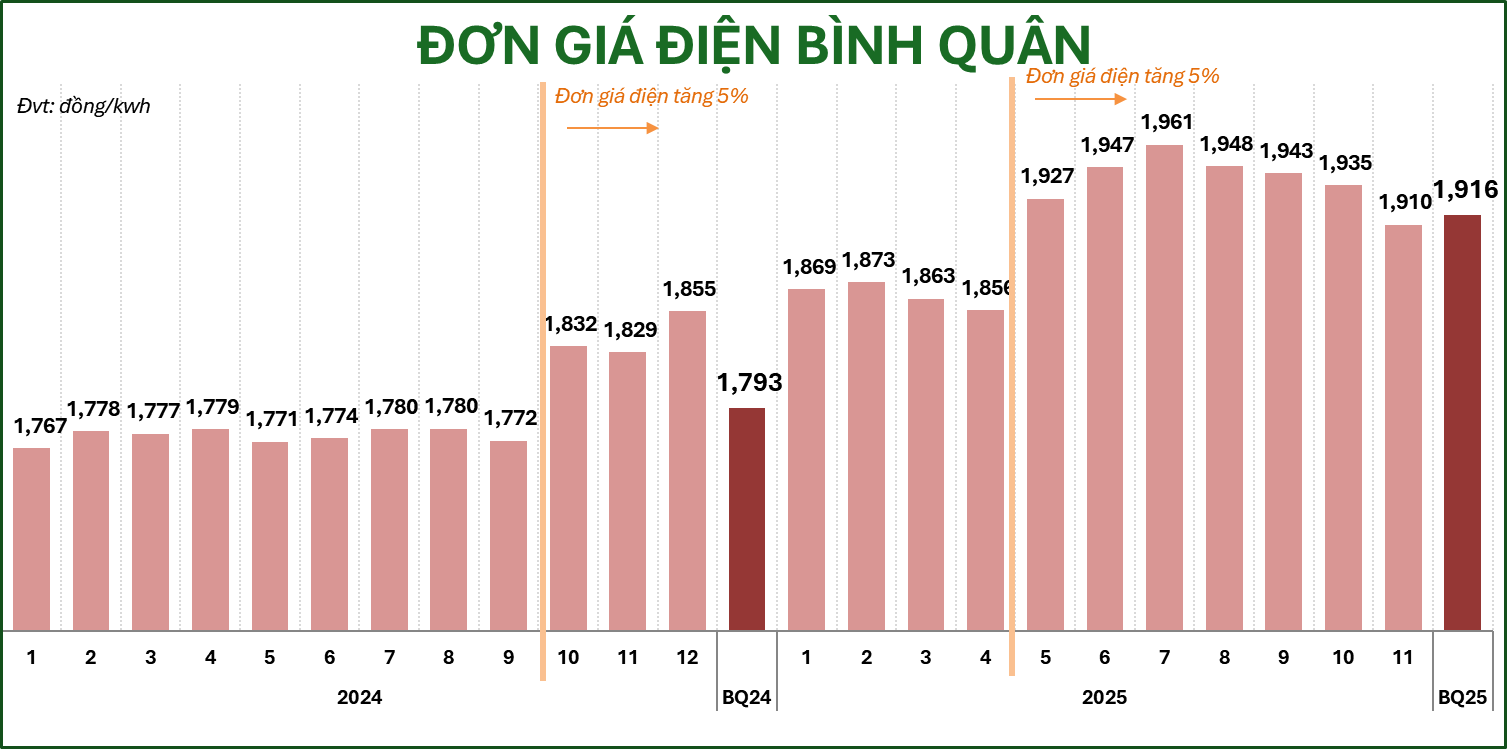 ĐƠN GIÁ ĐIỆN BÌNH QUÂN
Đvt: đồng/kwh
Đơn giá điện tăng 5%
Đơn giá điện tăng 5%
1,767 1,778 1,777 1,779 1,771 1,774 1,780 1,780 1,772 1,832 1,829 1,855 1,793 1,869 1,873 1,863 1,856 1,927 1,947 1,961 1,948 1,943 1,935 1,910 1,916
1 2 3 4 5 6 7 8 9 10 11 12 1 2 3 4 5 6 7 8 9 10 11
2024 BQ24 2025 BQ25